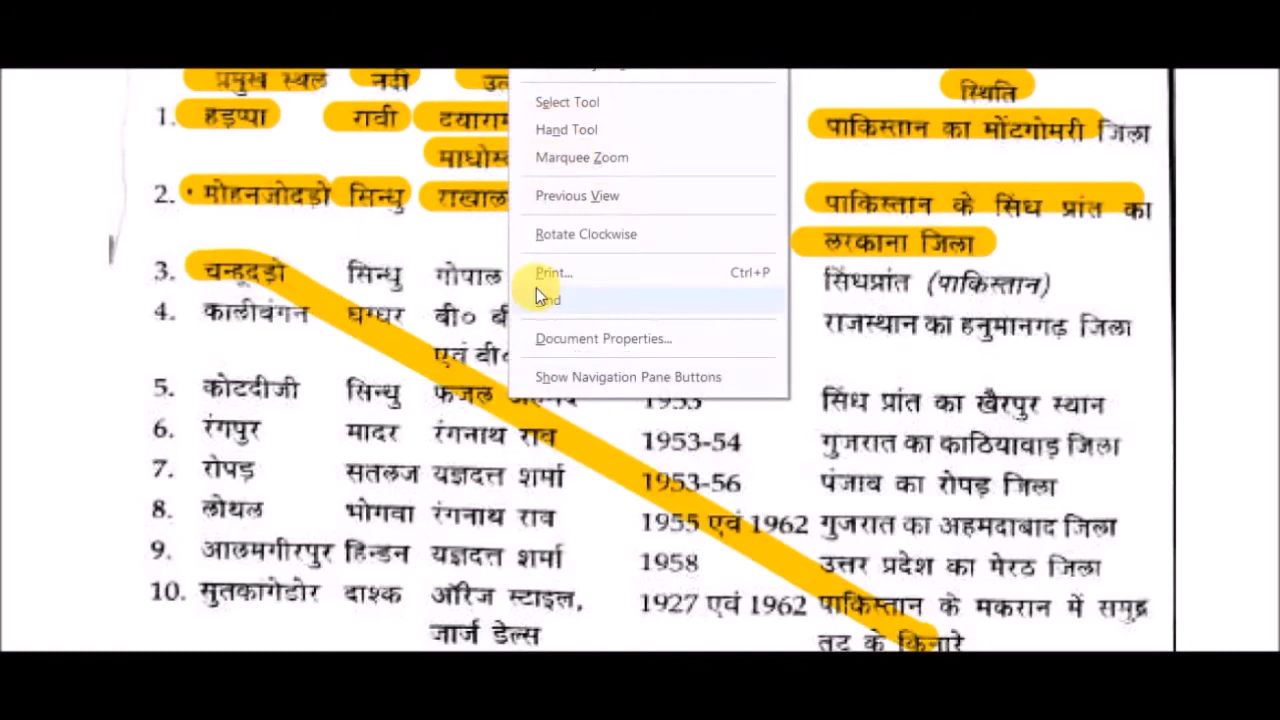 प्रमुख स्थल नदी स्थिति
1. हड़प्पा रावी दयाराम पाकिस्तान का मोंटगोमरी जिला
2. मोहनजोदड़ो सिन्धु राखाल पाकिस्तान के सिंध प्रांत का
लरकाना जिला
3. चन्हूदड़ो सिन्धु गोपाल सिंधप्रांत (पाकिस्तान)
4. कालीबंगन घग्घर बी० राजस्थान का हनुमानगढ़ जिला
एवं बी०
5. कोटदीजी सिन्धु फजल अहमद 1953 सिंध प्रांत का खैरपुर स्थान
6. रंगपुर मादर रंगनाथ राव 1953-54 गुजरात का काठियावाड़ जिला
7. रोपड़ सतलज यज्ञदत्त शर्मा 1953-56 पंजाब का रोपड़ जिला
8. लोथल भोगवा रंगनाथ राव 1955 एवं 1962 गुजरात का अहमदाबाद जिला
9. आलमगीरपुर हिन्डन यज्ञदत्त शर्मा 1958 उत्तर प्रदेश का मेरठ जिला
10. सुतकांगेडोर दाश्क ऑरेज स्टाइल, 1927 एवं 1962 पाकिस्तान के मकरान में समुद्र
जार्ज डेल्स तट के किनारे
Select Tool
Hand Tool
Marquee Zoom
Previous View
Rotate Clockwise
Print... Ctrl+P
Document Properties...
Show Navigation Pane Buttons